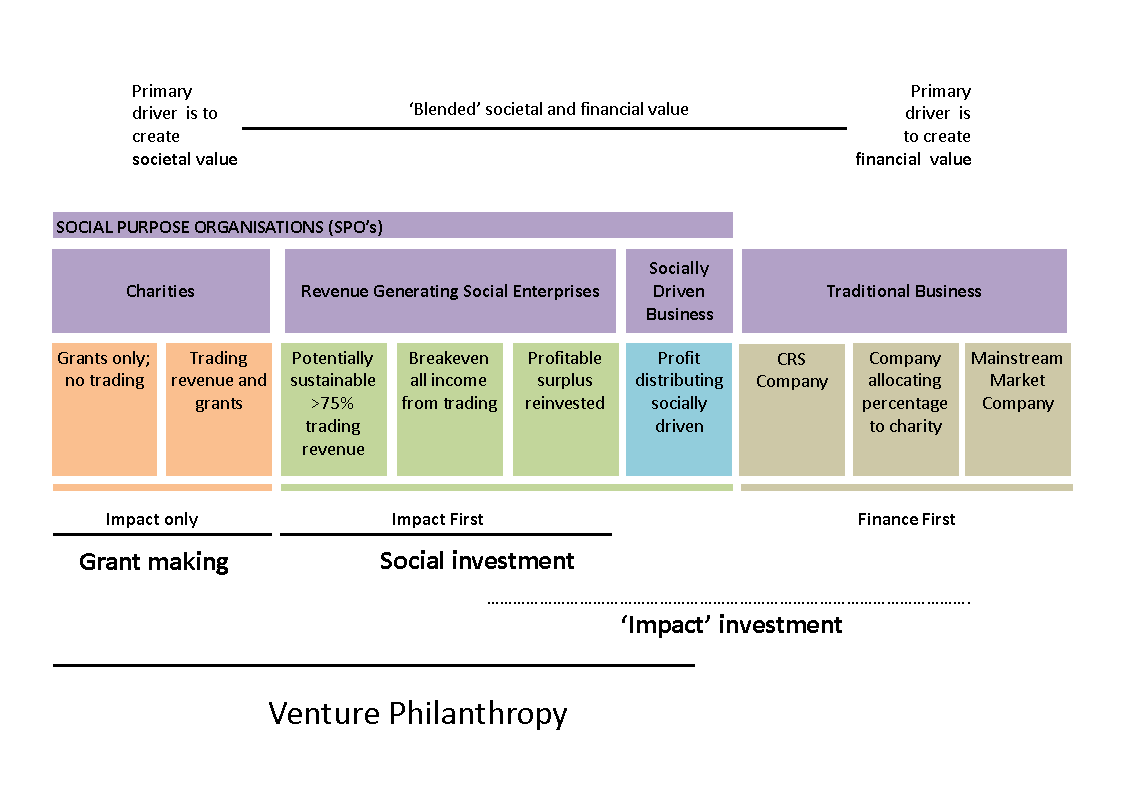 Primary
driver is to
create
societal value
‘Blended’ societal and financial value
Primary
driver is
to create
financial value
SOCIAL PURPOSE ORGANISATIONS (SPO’s)
Charities
Revenue Generating Social Enterprises
Socially
Driven
Business
Traditional Business
Grants only;
no trading
Trading
revenue and
grants
Potentially
sustainable
>75%
trading
revenue
Breakeven
all income
from trading
Profitable
surplus
reinvested
Profit
distributing
socially
driven
CRS
Company
Company
allocating
percentage
to charity
Mainstream
Market
Company
Impact only
Impact First
Finance First
Grant making
Social investment
‘Impact’ investment
Venture Philanthropy